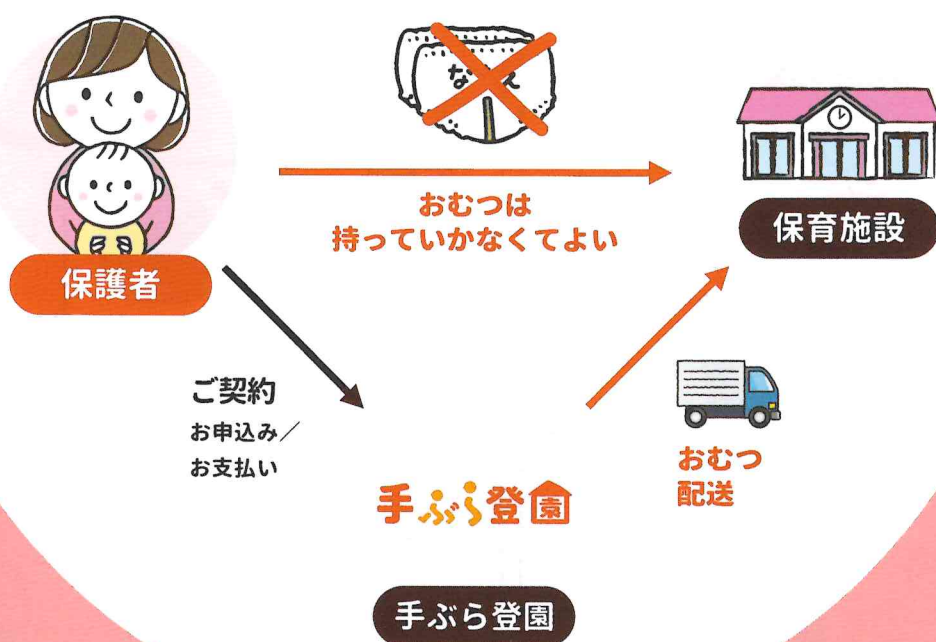 おむつは
持っていかなくてよい
保護者
保育施設
ご契約
お申込み／
お支払い
おむつ
配送
手ぶら登園
手ぶら登園